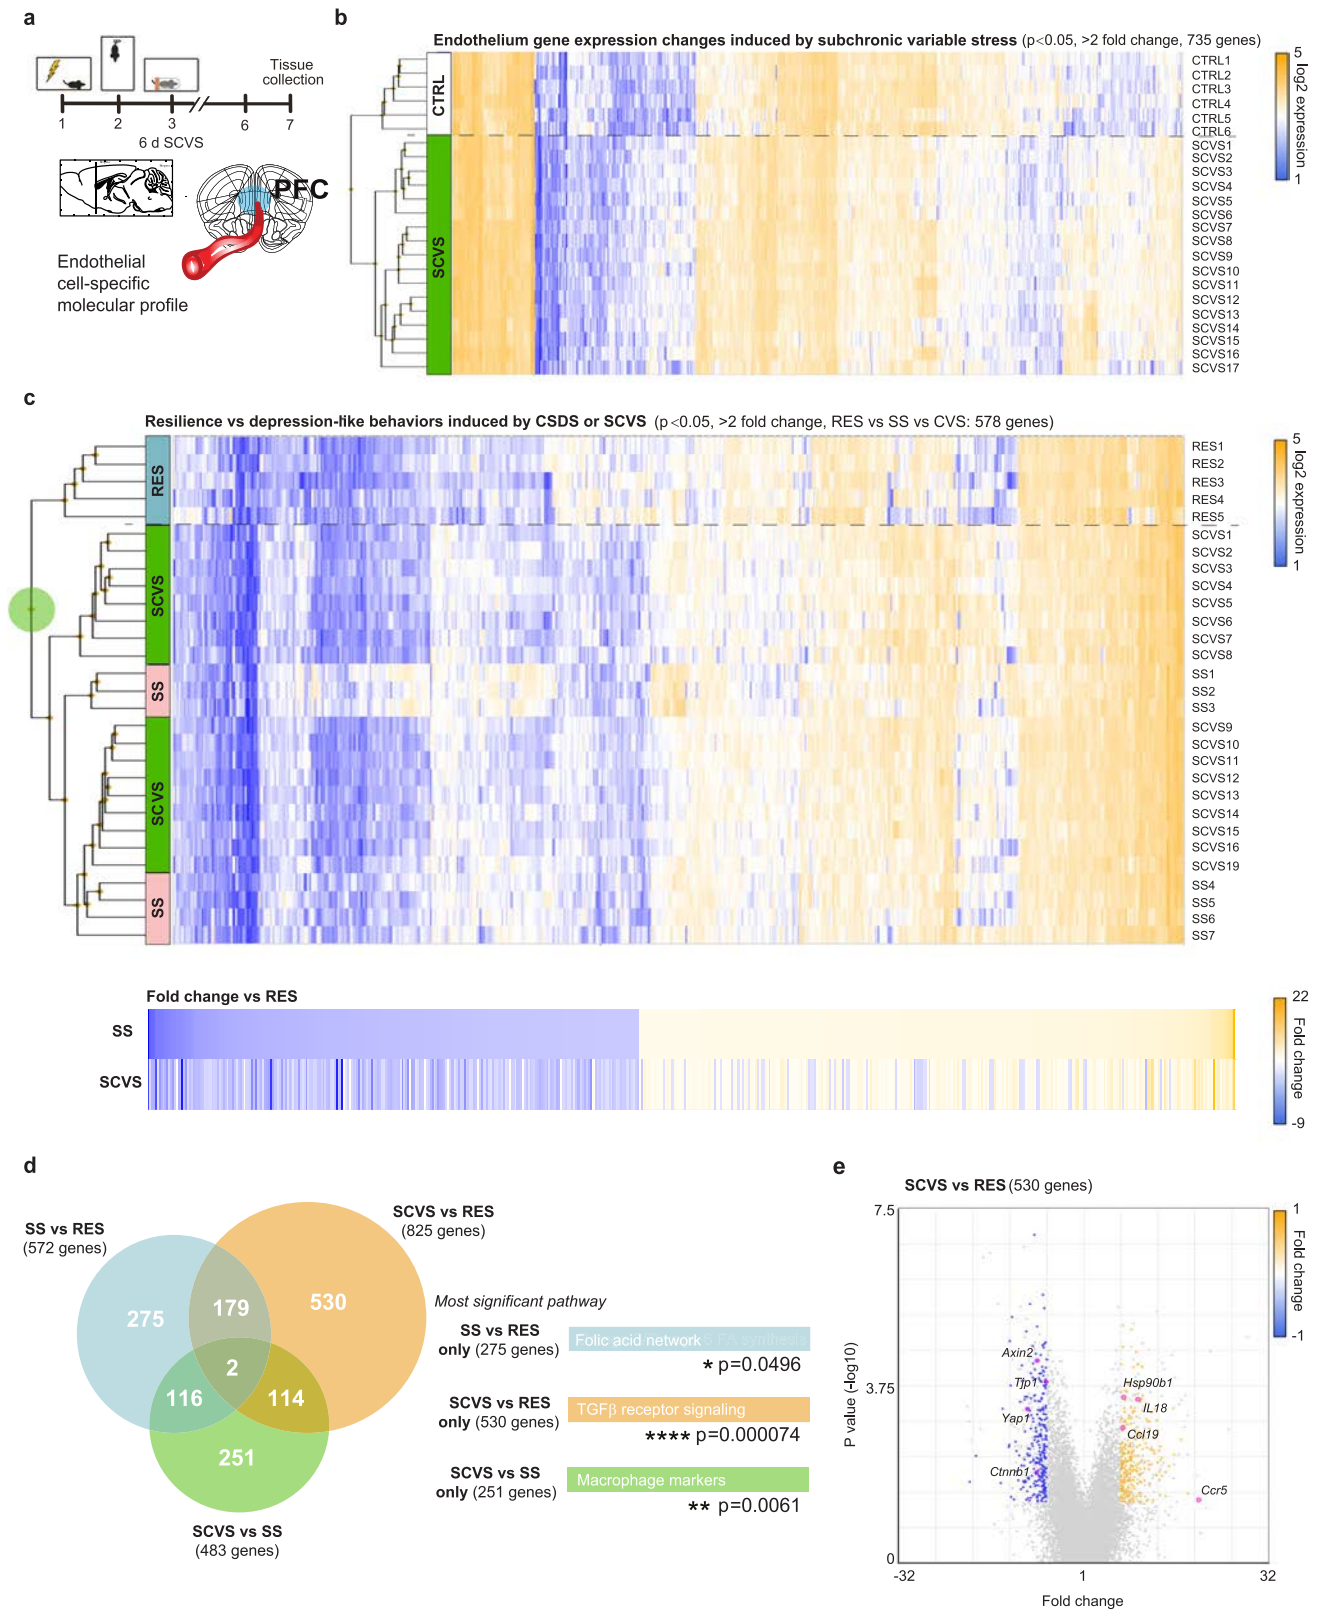 a
Tissue
collection
1
2
3
6
7
6 d SCVS
PFC
Endothelial
cell-specific
molecular profile
b
Endothelium gene expression changes induced by subchronic variable stress (p<0.05, >2 fold change, 735 genes)
CTRL
SCVS
CTRL1
CTRL2
CTRL3
CTRL4
CTRL5
CTRL6
SCVS1
SCVS2
SCVS3
SCVS4
SCVS5
SCVS6
SCVS7
SCVS8
SCVS9
SCVS10
SCVS11
SCVS12
SCVS13
SCVS14
SCVS15
SCVS16
SCVS17
5
log2 expression
1
c
Resilience vs depression-like behaviors induced by CSDS or SCVS (p<0.05, >2 fold change, RES vs SS vs CVS: 578 genes)
RES
SCVS
SS
SCVS
SS
RES1
RES2
RES3
RES4
RES5
SCVS1
SCVS2
SCVS3
SCVS4
SCVS5
SCVS6
SCVS7
SCVS8
SS1
SS2
SS3
SCVS9
SCVS10
SCVS11
SCVS12
SCVS13
SCVS14
SCVS15
SCVS16
SCVS19
SS4
SS5
SS6
SS7
5
log2 expression
1
Fold change vs RES
SS
SCVS
22
Fold change
-9
d
SS vs RES
(572 genes)
SCVS vs RES
(825 genes)
275
179
530
2
116
114
251
SCVS vs SS
(483 genes)
Most significant pathway
SS vs RES
only (275 genes)
Folic acid network
* p=0.0496
SCVS vs RES
only (530 genes)
TGFβ receptor signaling
**** p=0.000074
SCVS vs SS
only (251 genes)
Macrophage markers
** p=0.0061
e
SCVS vs RES (530 genes)
7.5
3.75
0
P value (-log10)
Axin2
Tjp1
Yap1
Ctnnb1
Hsp90b1
IL18
Ccl19
Ccr5
-32
1
32
Fold change
1
Fold change
-1